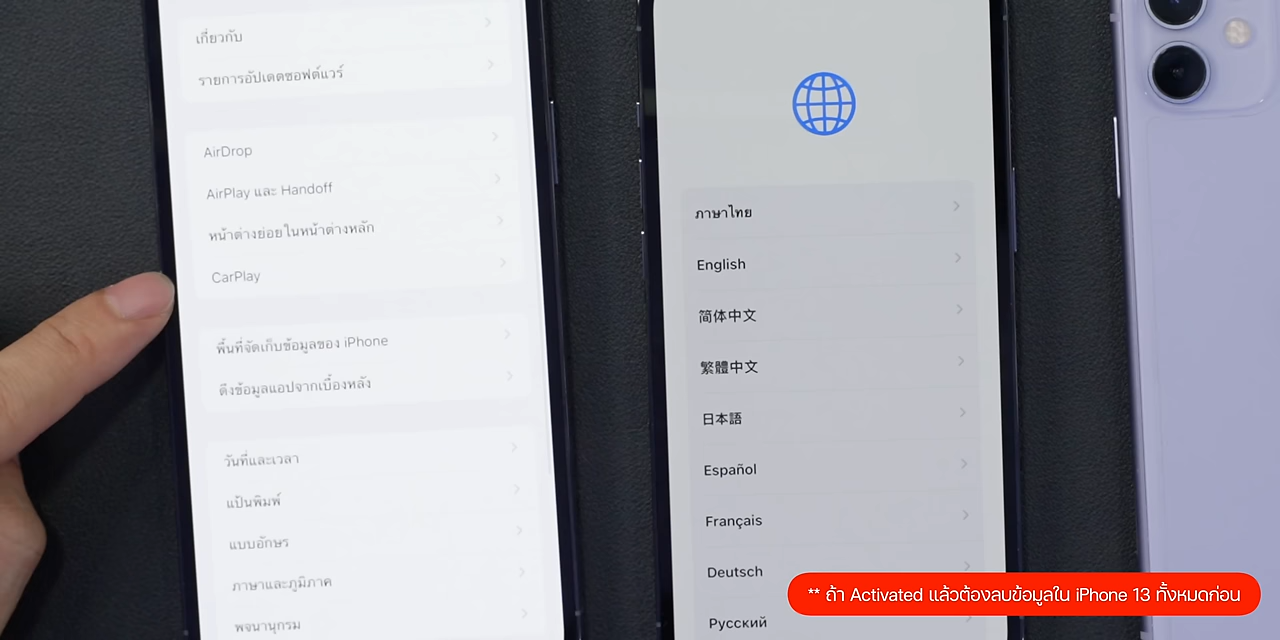 เกี่ยวกับ
รายการอัปเดตซอฟต์แวร์
AirDrop
AirPlay และ Handoff
หน้าต่างย่อยในหน้าต่างหลัก
CarPlay
พื้นที่จัดเก็บข้อมูลของ iPhone
ดึงข้อมูลแอปจากเบื้องหลัง
วันที่และเวลา
แป้นพิมพ์
แบบอักษร
ภาษาและภูมิภาค
พจนานุกรม
ภาษาไทย
English
简体中文
繁體中文
日本語
Español
Français
Deutsch
Русский
** ถ้า Activated แล้วต้องลบข้อมูลใน iPhone 13 ทั้งหมดก่อน